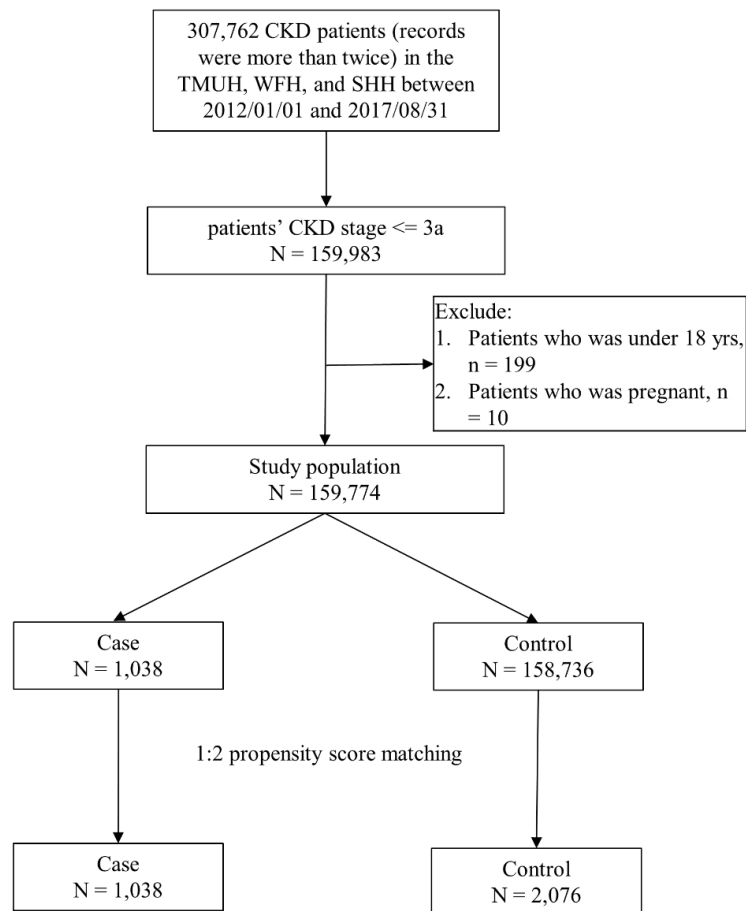 307,762 CKD patients (records
were more than twice) in the
TMUH, WFH, and SHH between
2012/01/01 and 2017/08/31
patients’ CKD stage <= 3a
N = 159,983
Exclude:
1. Patients who was under 18 yrs,
n = 199
2. Patients who was pregnant, n
= 10
Study population
N = 159,774
Case
N = 1,038
Control
N = 158,736
1:2 propensity score matching
Case
N = 1,038
Control
N = 2,076